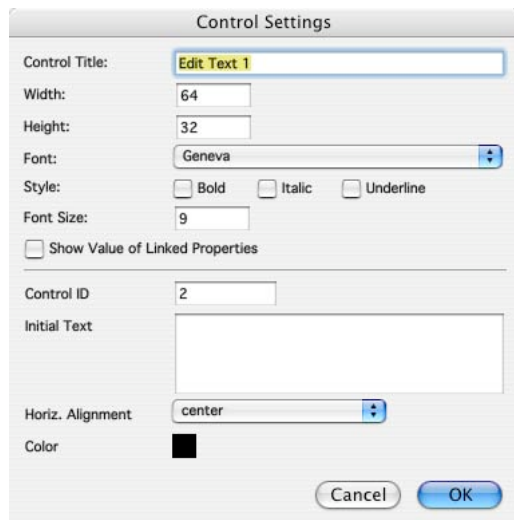 Control Settings
Control Title: Edit Text 1
Width: 64
Height: 32
Font: Geneva
Style: Bold Italic Underline
Font Size: 9
Show Value of Linked Properties
Control ID 2
Initial Text
Horiz. Alignment center
Color
Cancel OK